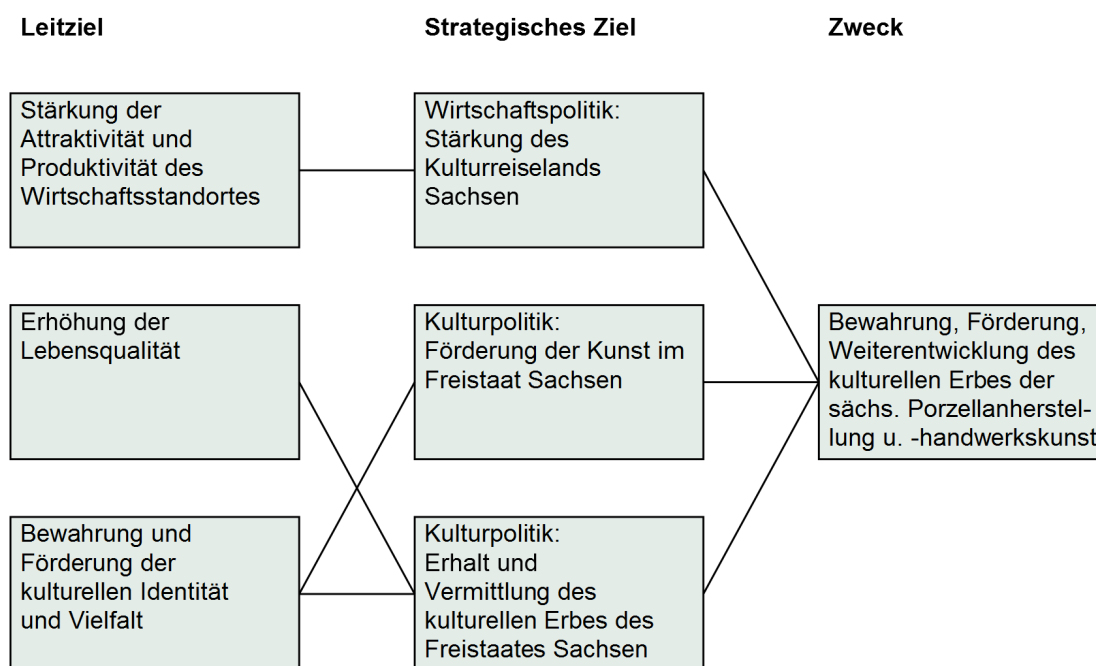 Leitziel
Strategisches Ziel
Zweck
Stärkung der
Attraktivität und
Produktivität des
Wirtschaftsstandortes
Wirtschaftspolitik:
Stärkung des
Kulturreiselands
Sachsen
Erhöhung der
Lebensqualität
Kulturpolitik:
Förderung der Kunst im
Freistaat Sachsen
Bewahrung, Förderung,
Weiterentwicklung des
kulturellen Erbes der
sächs. Porzellanherstel-
lung u. -handwerkskunst
Bewahrung und
Förderung der
kulturellen Identität
und Vielfalt
Kulturpolitik:
Erhalt und
Vermittlung des
kulturellen Erbes des
Freistaates Sachsen